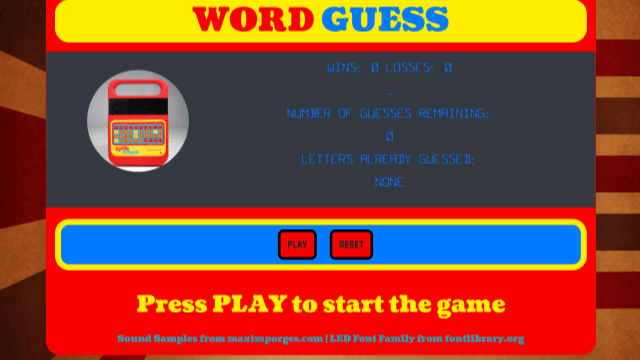 WORD GUESS
WINS: 0 LOSSES: 0
_
NUMBER OF GUESSES REMAINING:
0
LETTERS ALREADY GUESSED:
NONE
PLAY RESET
Press PLAY to start the game
Sound Samples from maximporges.com | LED Font Family from fontlibrary.org